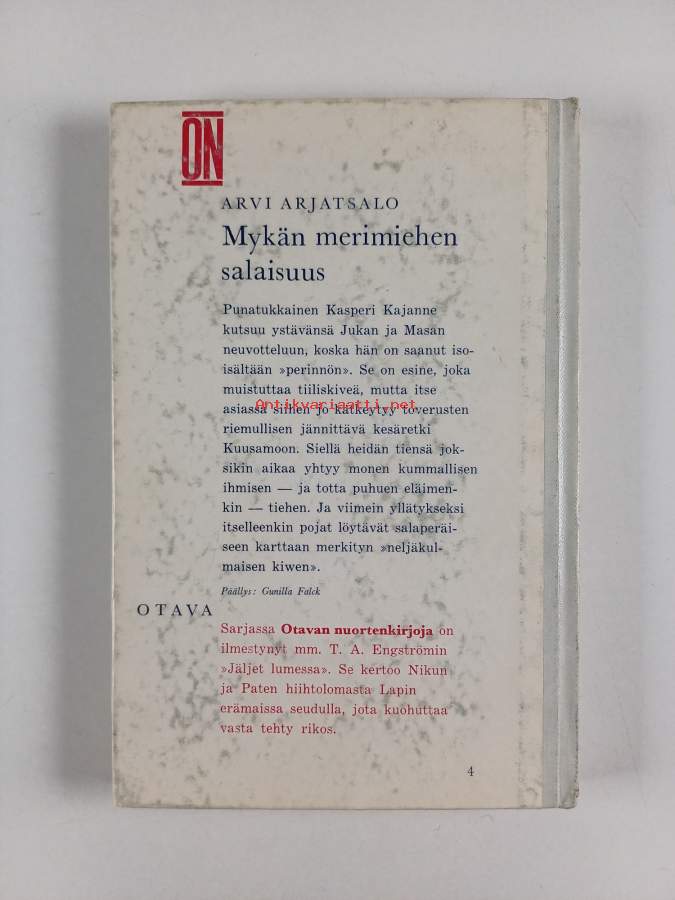 ON
ARVI ARJATSALO
Mykän merimiehen
salaisuus
Punatukkainen Kasperi Kajanne
kutsuu ystävänsä Jukan ja Masan
neuvotteluun, koska hän on saanut iso-
isältään »perinnön». Se on esine, joka
muistuttaa tiiliskiveä, mutta itse
Antikvariaatti.net
asiassa siihen jo kätkeytyy toverusten
riemullisen jännittävä kesäretki
Kuusamoon. Siellä heidän tiensä jok-
sikin aikaa yhtyy monen kummallisen
ihmisen — ja totta puhuen eläimen-
kin — tiehen. Ja viimein yllätykseksi
itselleenkin pojat löytävät salaperäi-
seen karttaan merkityn »neljäkul-
maisen kiwen».
Päällys: Gunilla Falck
OTAVA
Sarjassa Otavan nuortenkirjoja on
ilmestynyt mm. T. A. Engströmin
»Jäljet lumessa». Se kertoo Nikun
ja Paten hiihtolomasta Lapin
erämaissa seudulla, jota kuohuttaa
vasta tehty rikos.
4